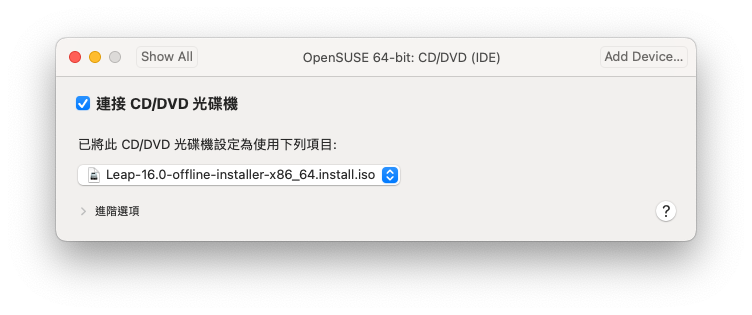 Show All
OpenSUSE 64-bit: CD/DVD (IDE)
Add Device...
連接 CD/DVD 光碟機
已將此 CD/DVD 光碟機設定為使用下列項目:
Leap-16.0-offline-installer-x86_64.install.iso
進階選項
?